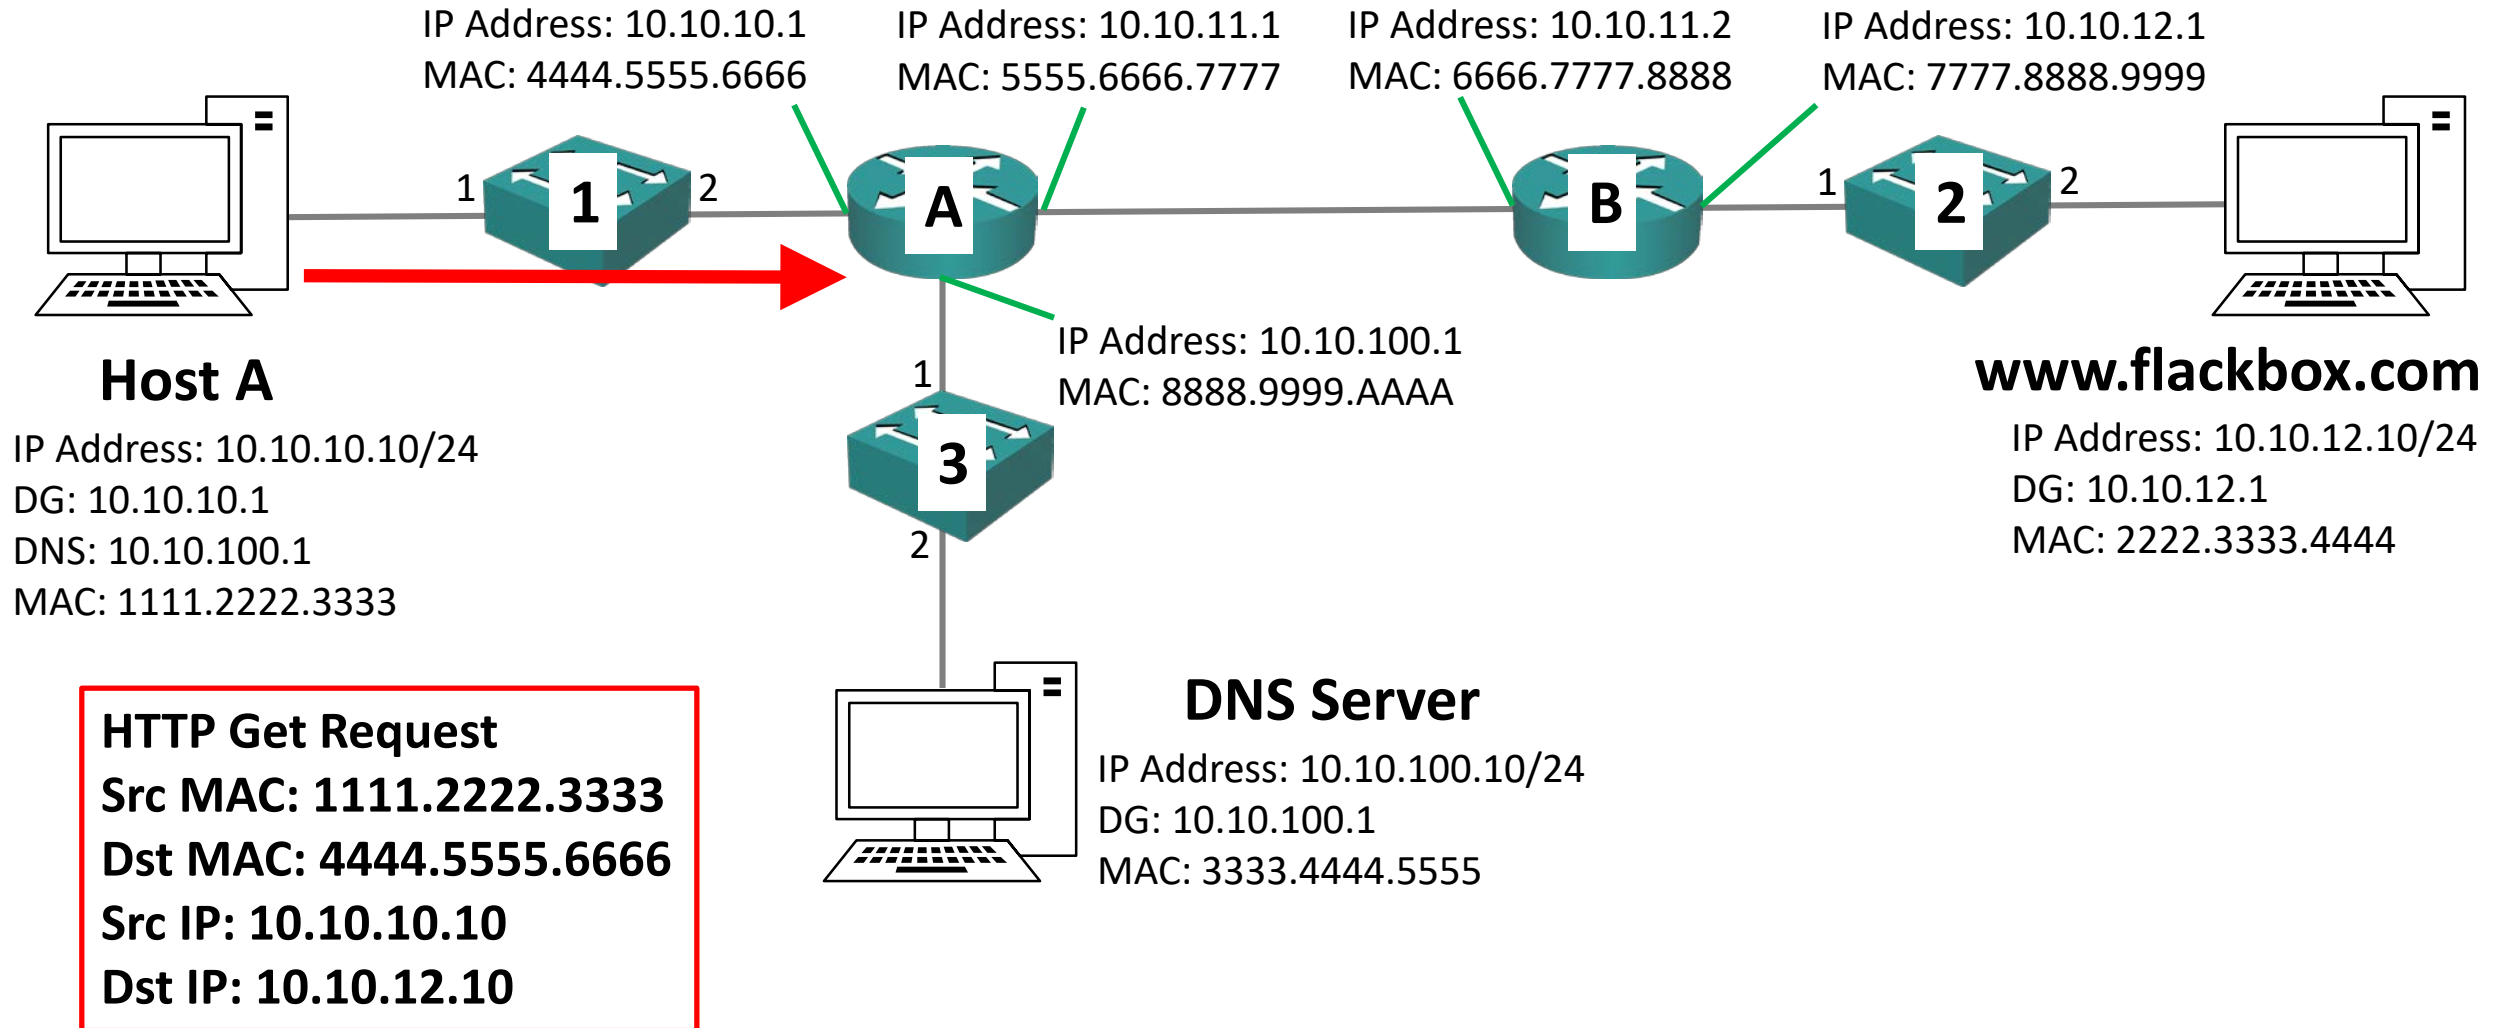 IP Address: 10.10.10.1
MAC: 4444.5555.6666
IP Address: 10.10.11.1
MAC: 5555.6666.7777
IP Address: 10.10.11.2
MAC: 6666.7777.8888
IP Address: 10.10.12.1
MAC: 7777.8888.9999
1
1
2
A
B
1
2
2
Host A
IP Address: 10.10.10.10/24
DG: 10.10.10.1
DNS: 10.10.100.1
MAC: 1111.2222.3333
IP Address: 10.10.100.1
MAC: 8888.9999.AAAA
1
3
2
www.flackbox.com
IP Address: 10.10.12.10/24
DG: 10.10.12.1
MAC: 2222.3333.4444
HTTP Get Request
Src MAC: 1111.2222.3333
Dst MAC: 4444.5555.6666
Src IP: 10.10.10.10
Dst IP: 10.10.12.10
DNS Server
IP Address: 10.10.100.10/24
DG: 10.10.100.1
MAC: 3333.4444.5555